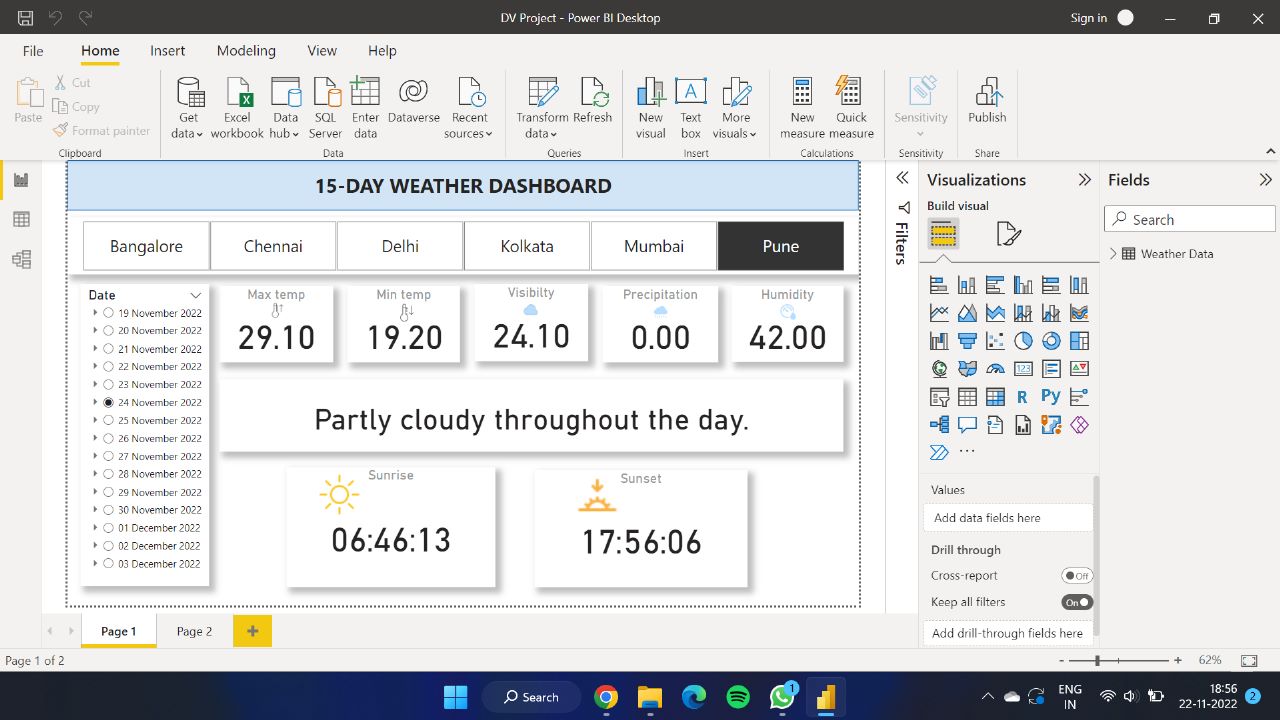 DV Project - Power BI Desktop
Sign in
File Home Insert Modeling View Help
Paste
Cut
Copy
Format painter
Clipboard
Get data
Excel workbook
Data hub
SQL Server
Enter data
Dataverse
Recent sources
Data
Transform data
Refresh
Queries
New visual
Text box
More visuals
Insert
New measure
Quick measure
Calculations
Sensitivity
Sensitivity
Publish
Share
15-DAY WEATHER DASHBOARD
Bangalore Chennai Delhi Kolkata Mumbai Pune
Date
19 November 2022
20 November 2022
21 November 2022
22 November 2022
23 November 2022
24 November 2022
25 November 2022
26 November 2022
27 November 2022
28 November 2022
29 November 2022
30 November 2022
01 December 2022
02 December 2022
03 December 2022
Max temp
29.10
Min temp
19.20
Visibilty
24.10
Precipitation
0.00
Humidity
42.00
Partly cloudy throughout the day.
Sunrise
06:46:13
Sunset
17:56:06
Filters
Visualizations
Build visual
123
R
Py
Values
Add data fields here
Drill through
Cross-report
Off
Keep all filters
On
Add drill-through fields here
Fields
Search
Weather Data
Page 1 Page 2 +
Page 1 of 2
- + 62%
Search
1
ENG
IN
18:56
22-11-2022
2